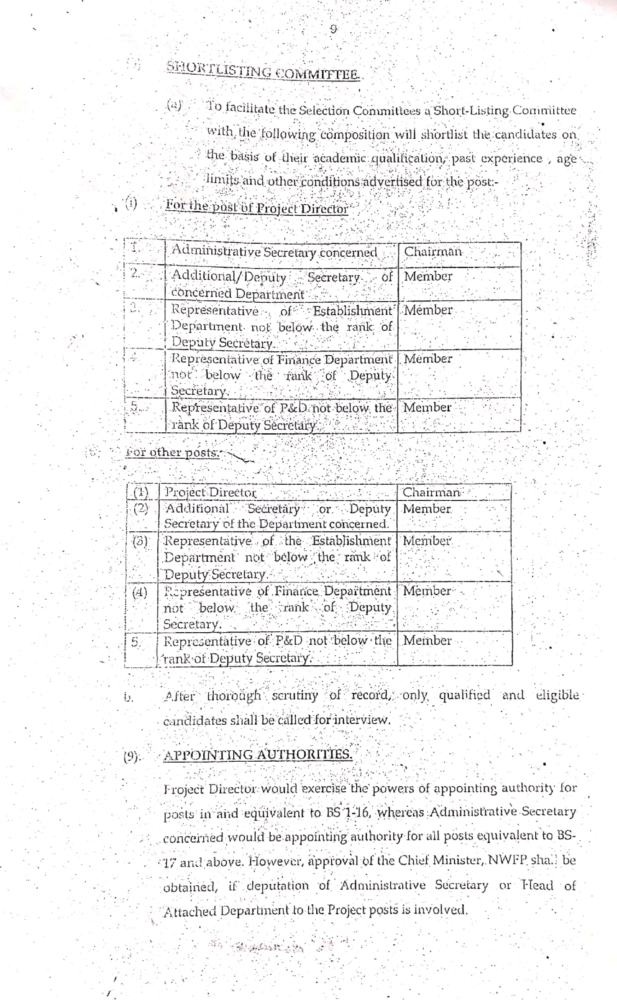 9
SHORTLISTING COMMITTEE.
(a) To facilitate the Selection Committees a Short-Listing Committee
with the following composition will shortlist the candidates on
the basis of their academic qualification, past experience , age
limits and other conditions advertised for the post:-
(i) For the post of Project Director
1. Administrative Secretary concerned Chairman
2. Additional/Deputy Secretary of Member
concerned Department
3. Representative of Establishment Member
Department not below the rank of
Deputy Secretary.
4. Representative of Finance Department Member
not below the rank of Deputy
Secretary.
5. Representative of P&D not below the Member
rank of Deputy Secretary
For other posts.
(1) Project Director Chairman
(2) Additional Secretary or Deputy Member
Secretary of the Department concerned.
(3) Representative of the Establishment Member
Department not below the rank of
Deputy Secretary.
(4) Representative of Finance Department Member
not below the rank of Deputy
Secretary.
5. Representative of P&D not below the Member
rank of Deputy Secretary.
b. After thorough scrutiny of record, only qualified and eligible
candidates shall be called for interview.
(9). APPOINTING AUTHORITIES.
Project Director would exercise the powers of appointing authority for
posts in and equivalent to BS 1-16, whereas Administrative Secretary
concerned would be appointing authority for all posts equivalent to BS-
17 and above. However, approval of the Chief Minister, NWFP shall be
obtained, if deputation of Administrative Secretary or Head of
Attached Department to the Project posts is involved.